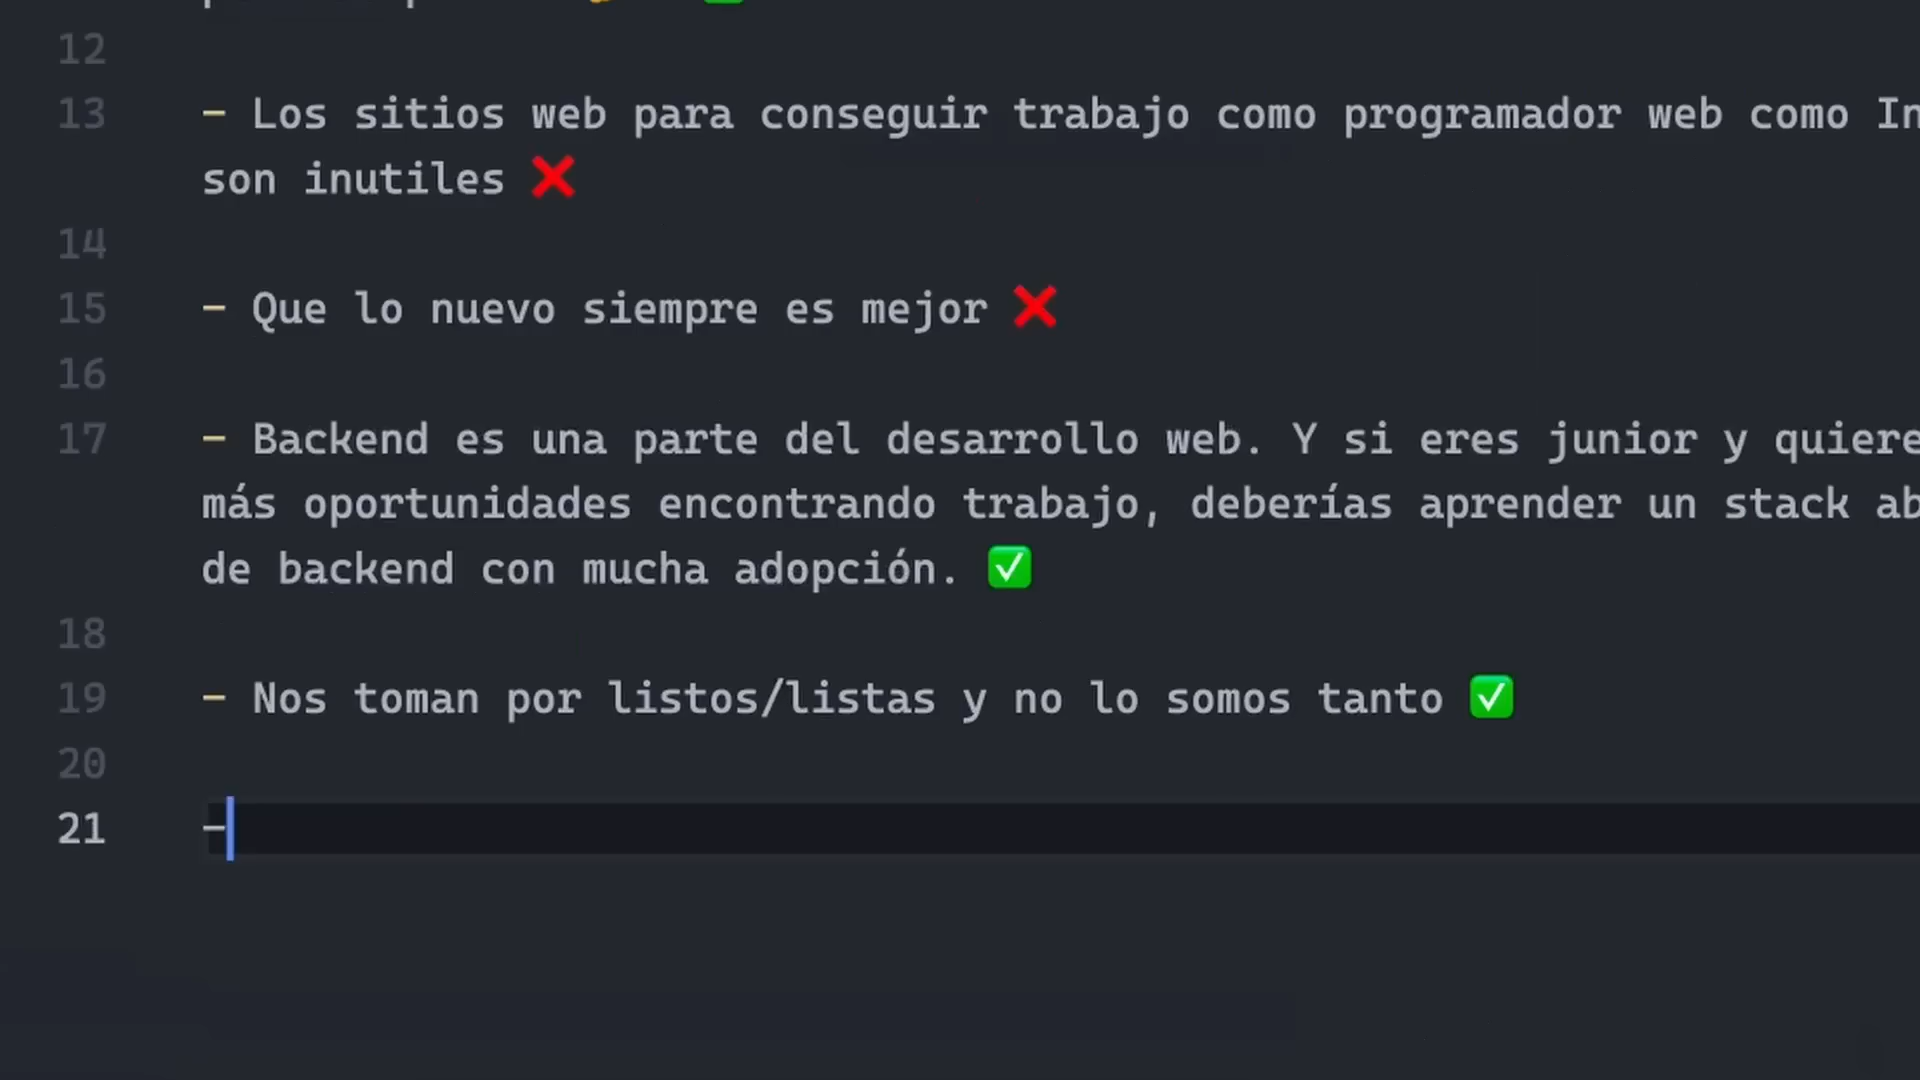 12
13 - Los sitios web para conseguir trabajo como programador web como In
son inutiles ❌
14
15 - Que lo nuevo siempre es mejor ❌
16
17 - Backend es una parte del desarrollo web. Y si eres junior y quiere
más oportunidades encontrando trabajo, deberías aprender un stack ab
de backend con mucha adopción. ✅
18
19 - Nos toman por listos/listas y no lo somos tanto ✅
20
21 -